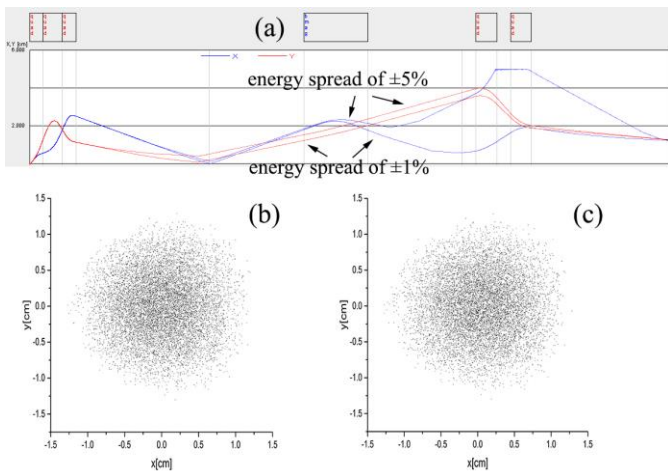 (a)
q u a d
q u a d
q u a d
q u a d
q u a d
X, Y [cm]
6.000
X
Y
energy spread of ±5%
2.000
energy spread of ±1%
(b)
(c)
1.5
1.0
0.5
0.0
-0.5
-1.0
-1.5
y[cm]
-1.5 -1.0 -0.5 0.0 0.5 1.0 1.5
x[cm]
1.5
1.0
0.5
0.0
-0.5
-1.0
-1.5
y[cm]
-1.5 -1.0 -0.5 0.0 0.5 1.0 1.5
x[cm]